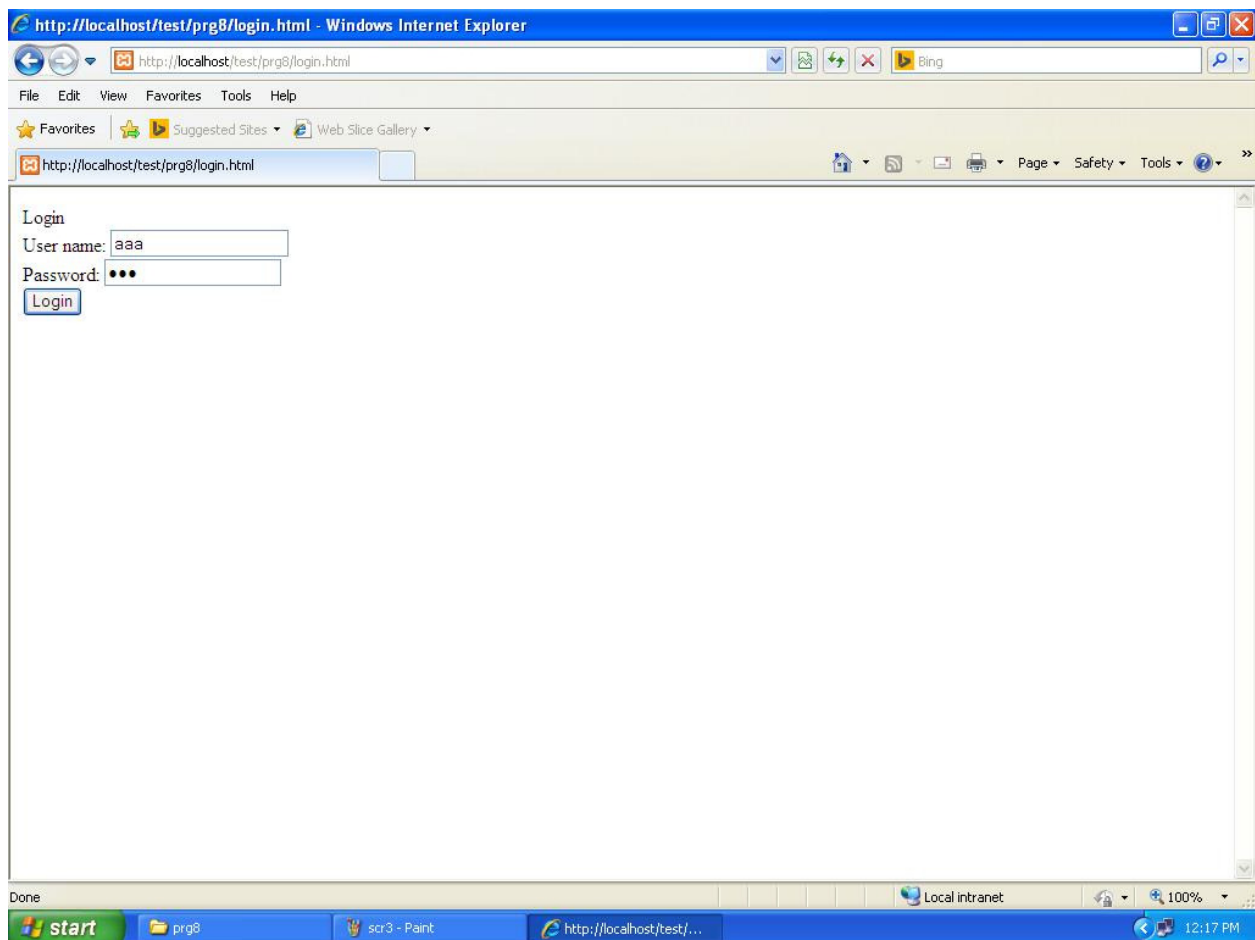 http://localhost/test/prg8/login.html - Windows Internet Explorer
http://localhost/test/prg8/login.html Bing
File Edit View Favorites Tools Help
Favorites Suggested Sites Web Slice Gallery
http://localhost/test/prg8/login.html Page Safety Tools »
Login
User name: aaa
Password: •••
Login
Done Local intranet 100%
start prg8 scr3 - Paint http://localhost/test/... 12:17 PM